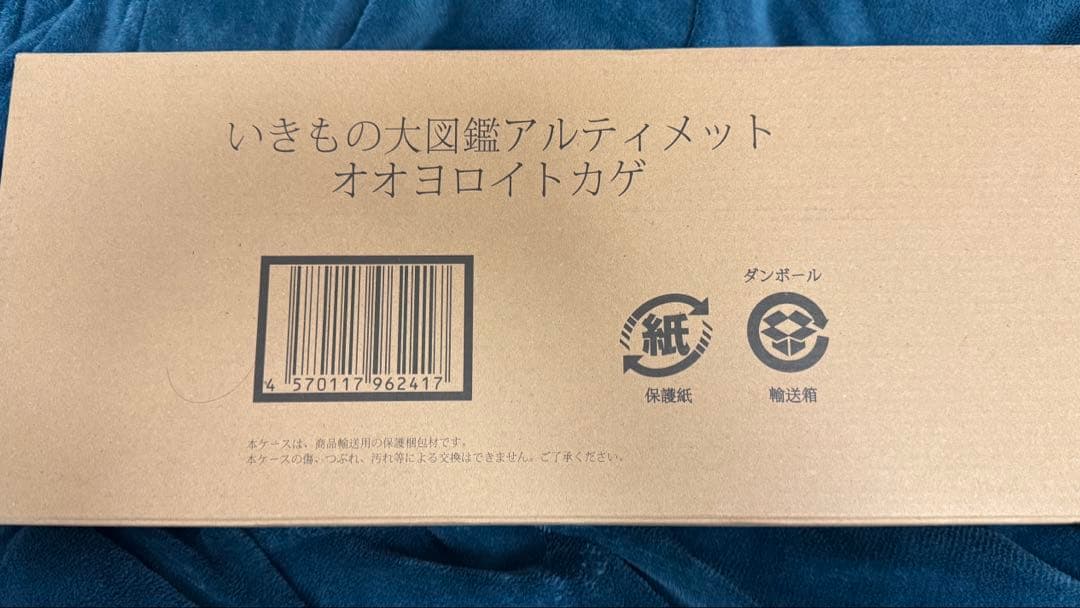 いきもの大図鑑アルティメット
オオヨロイトカゲ
ダンボール
紙
4 570117 962417
保護紙
輸送箱
本ケースは、商品輸送用の保護梱包材です。
本ケースの傷、つぶれ、汚れ等による交換はできません。ご了承ください。